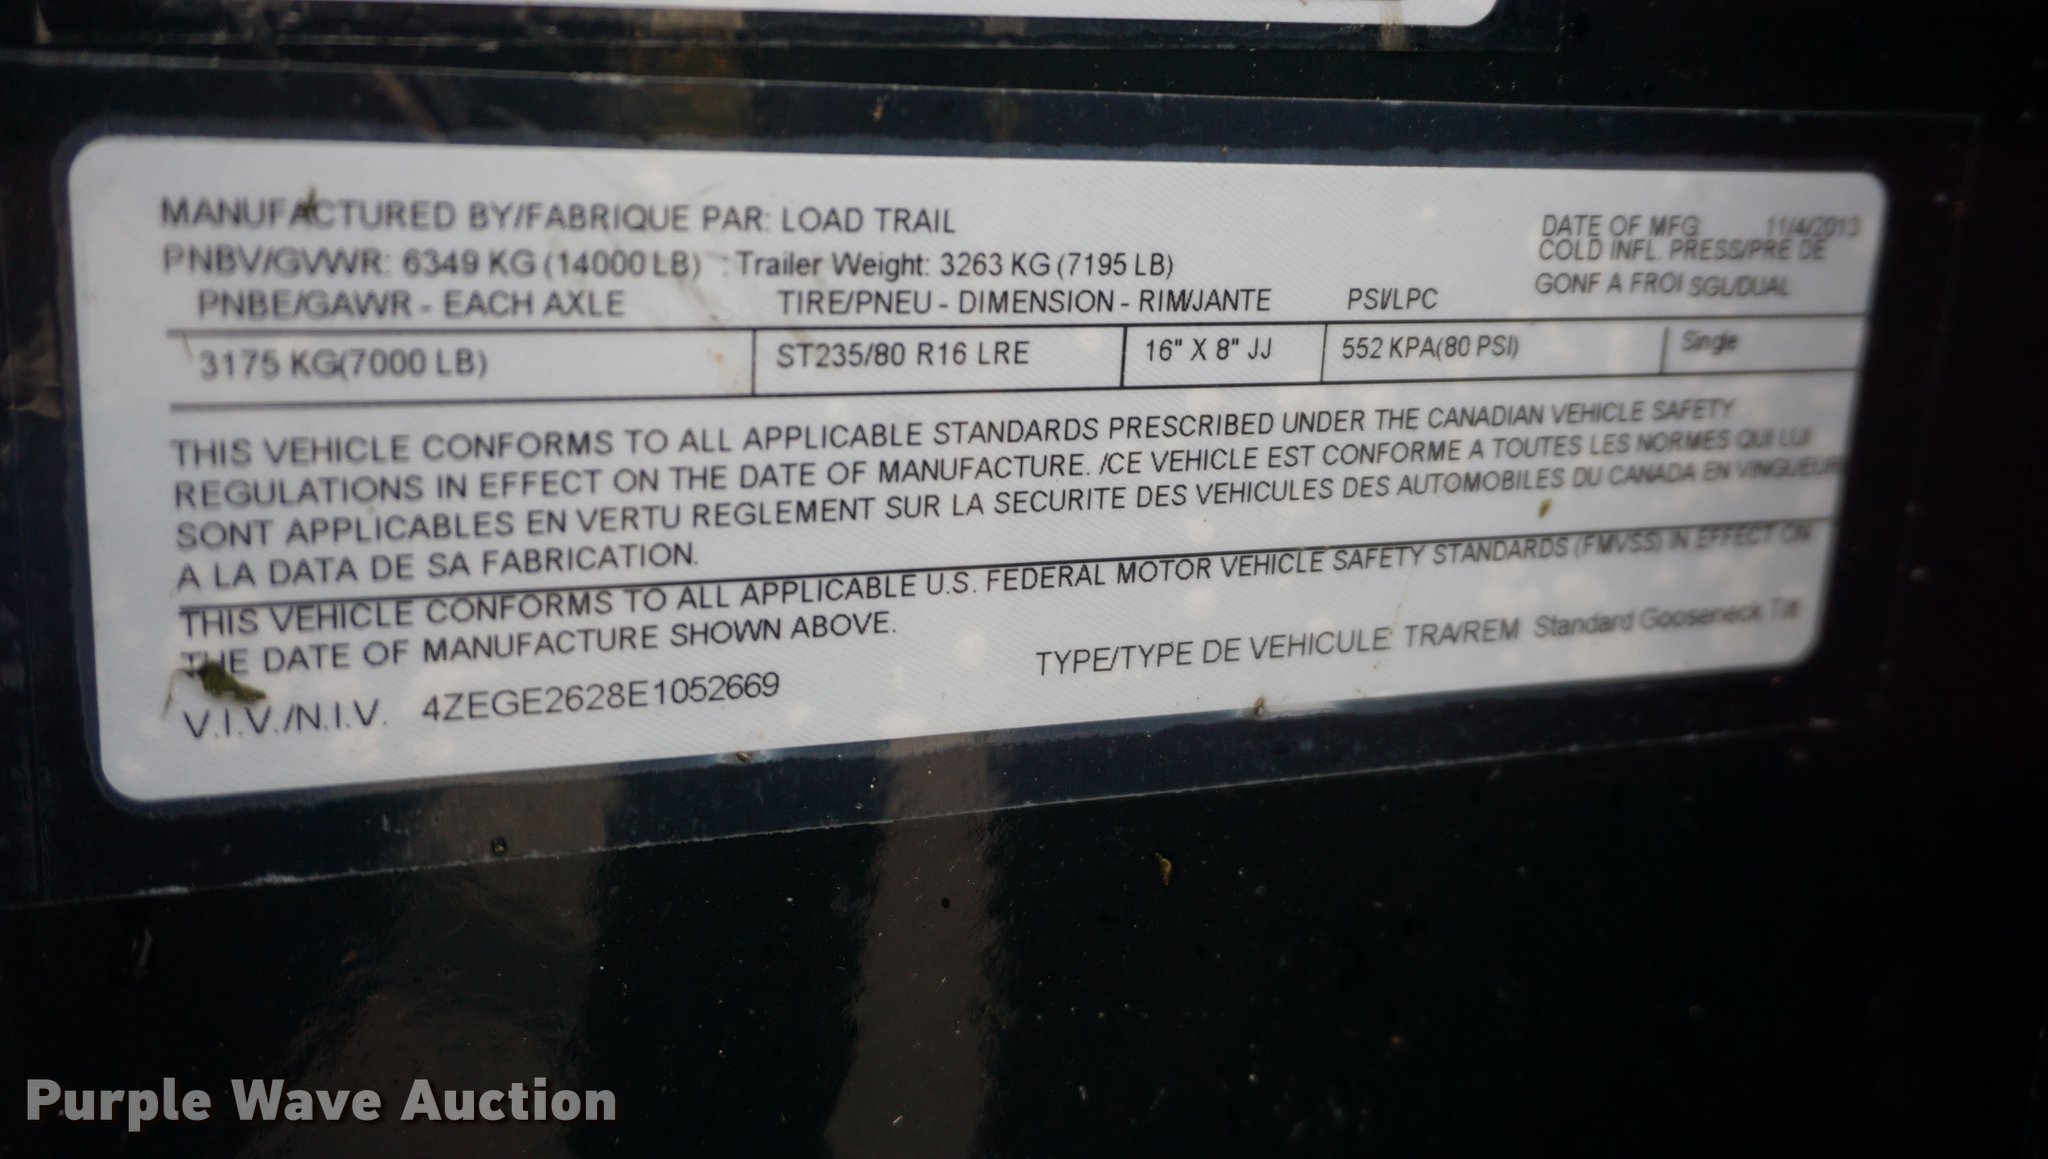 MANUFACTURED BY/FABRIQUE PAR: LOAD TRAIL
DATE OF MFG 11/4/2013
PNBV/GVWR: 6349 KG (14000 LB) : Trailer Weight: 3263 KG (7195 LB)
COLD INFL. PRESS/PRE DE
PNBE/GAWR - EACH AXLE TIRE/PNEU - DIMENSION - RIM/JANTE PSI/LPC GONF A FROI SGL/DUAL
3175 KG(7000 LB) ST235/80 R16 LRE 16" X 8" JJ 552 KPA(80 PSI) Single
THIS VEHICLE CONFORMS TO ALL APPLICABLE STANDARDS PRESCRIBED UNDER THE CANADIAN VEHICLE SAFETY
REGULATIONS IN EFFECT ON THE DATE OF MANUFACTURE. /CE VEHICLE EST CONFORME A TOUTES LES NORMES QUI LUI
SONT APPLICABLES EN VERTU REGLEMENT SUR LA SECURITE DES VEHICULES DES AUTOMOBILES DU CANADA EN VINGUEUR
A LA DATA DE SA FABRICATION.
THIS VEHICLE CONFORMS TO ALL APPLICABLE U.S. FEDERAL MOTOR VEHICLE SAFETY STANDARDS (FMVSS) IN EFFECT ON
THE DATE OF MANUFACTURE SHOWN ABOVE.
V.I.V./N.I.V. 4ZEGE2628E1052669 TYPE/TYPE DE VEHICULE: TRA/REM Standard Gooseneck Tilt
Purple Wave Auction